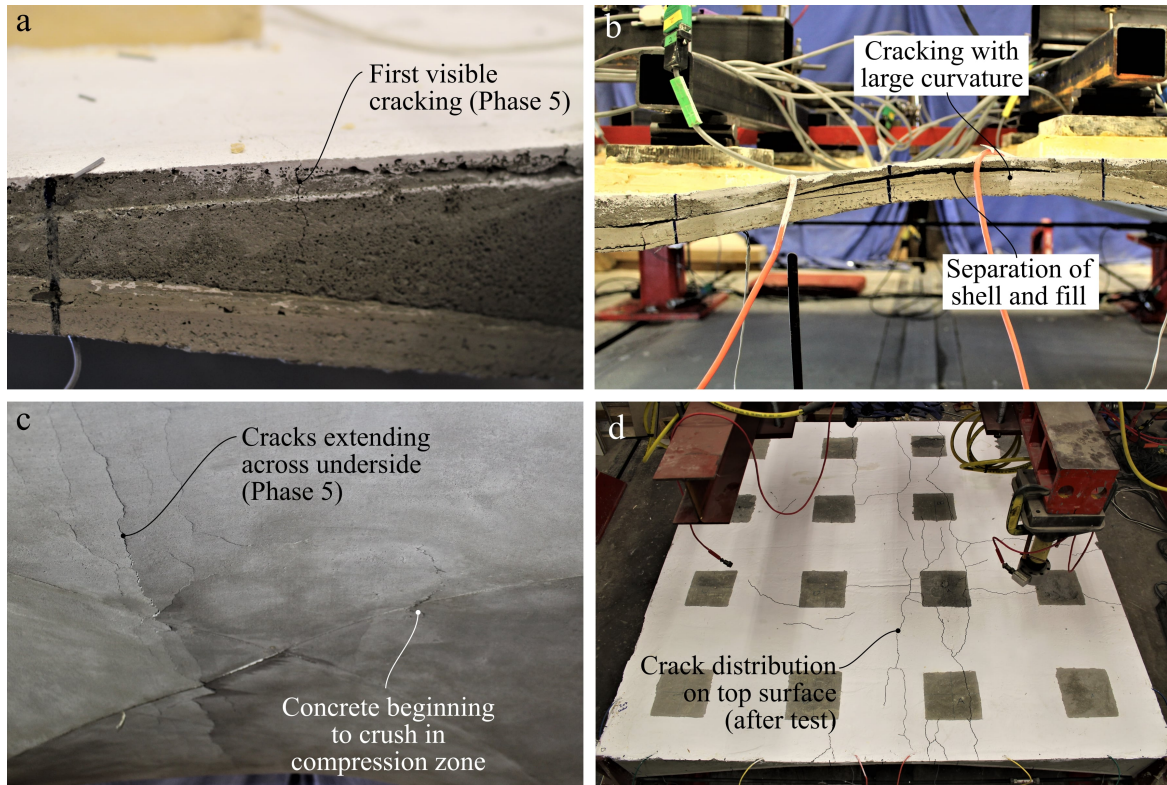 a
First visible
cracking (Phase 5)
b
Cracking with
large curvature
Separation of
shell and fill
c
Cracks extending
across underside
(Phase 5)
Concrete beginning
to crush in
compression zone
d
Crack distribution
on top surface
(after test)